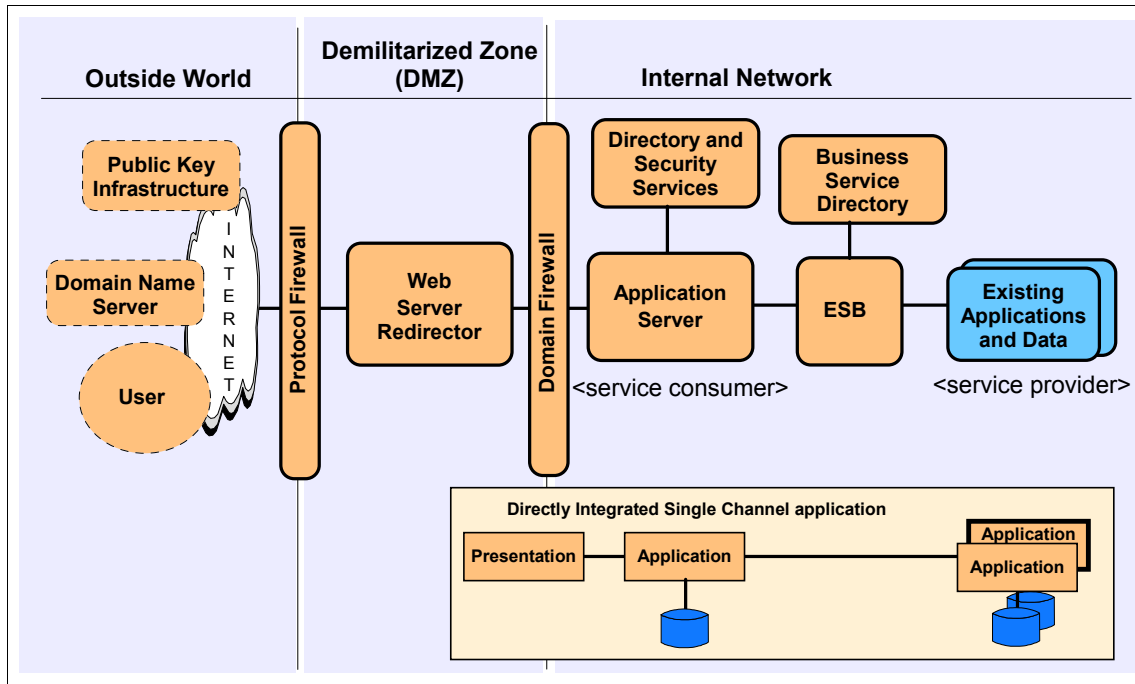 Outside World
Demilitarized Zone
(DMZ)
Internal Network
Public Key
Infrastructure
Domain Name
Server
User
INTERNET
Protocol Firewall
Web
Server
Redirector
Domain Firewall
Directory and
Security
Services
Business
Service
Directory
Application
Server
ESB
Existing
Applications
and Data
<service consumer>
<service provider>
Directly Integrated Single Channel application
Presentation
Application
Application
Application